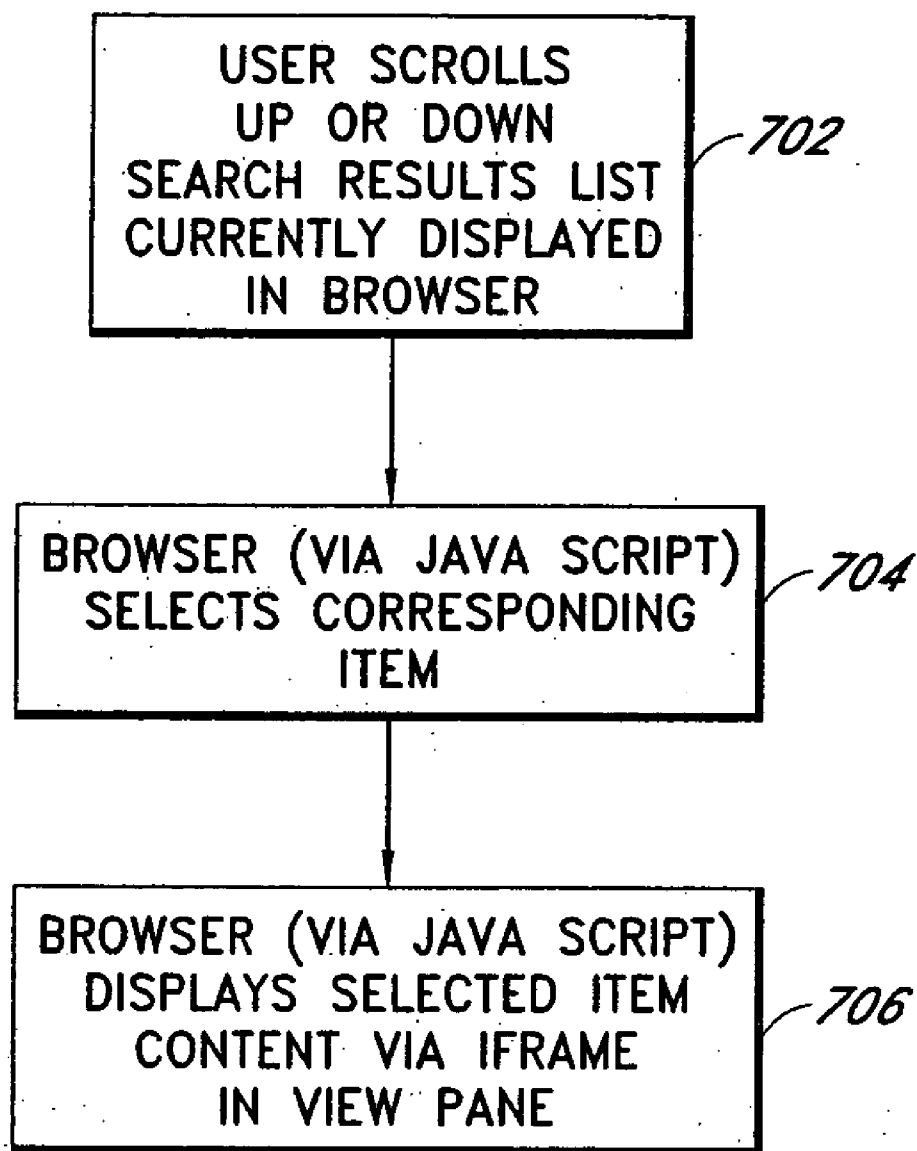 USER SCROLLS
UP OR DOWN
SEARCH RESULTS LIST
CURRENTLY DISPLAYED
IN BROWSER
702
BROWSER (VIA JAVA SCRIPT)
SELECTS CORRESPONDING
ITEM
704
BROWSER (VIA JAVA SCRIPT)
DISPLAYS SELECTED ITEM
CONTENT VIA IFRAME
IN VIEW PANE
706